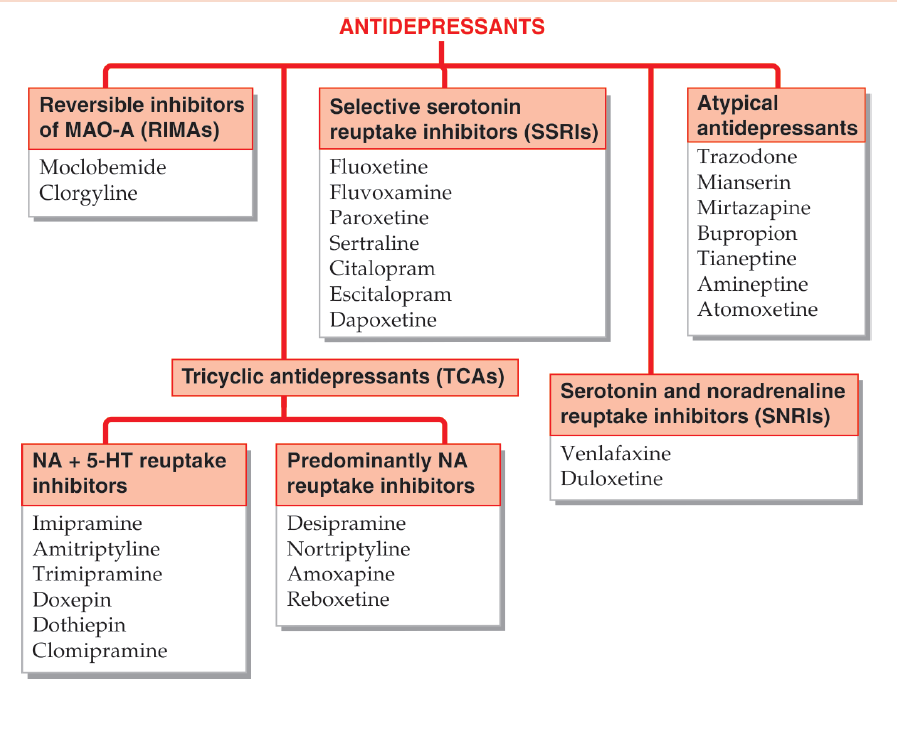 ANTIDEPRESSANTS
Reversible inhibitors
of MAO-A (RIMAs)
Moclobemide
Clorgyline
Selective serotonin
reuptake inhibitors (SSRIs)
Fluoxetine
Fluvoxamine
Paroxetine
Sertraline
Citalopram
Escitalopram
Dapoxetine
Atypical
antidepressants
Trazodone
Mianserin
Mirtazapine
Bupropion
Tianeptine
Amineptine
Atomoxetine
Tricyclic antidepressants (TCAs)
NA + 5-HT reuptake
inhibitors
Imipramine
Amitriptyline
Trimipramine
Doxepin
Dothiepin
Clomipramine
Predominantly NA
reuptake inhibitors
Desipramine
Nortriptyline
Amoxapine
Reboxetine
Serotonin and noradrenaline
reuptake inhibitors (SNRIs)
Venlafaxine
Duloxetine